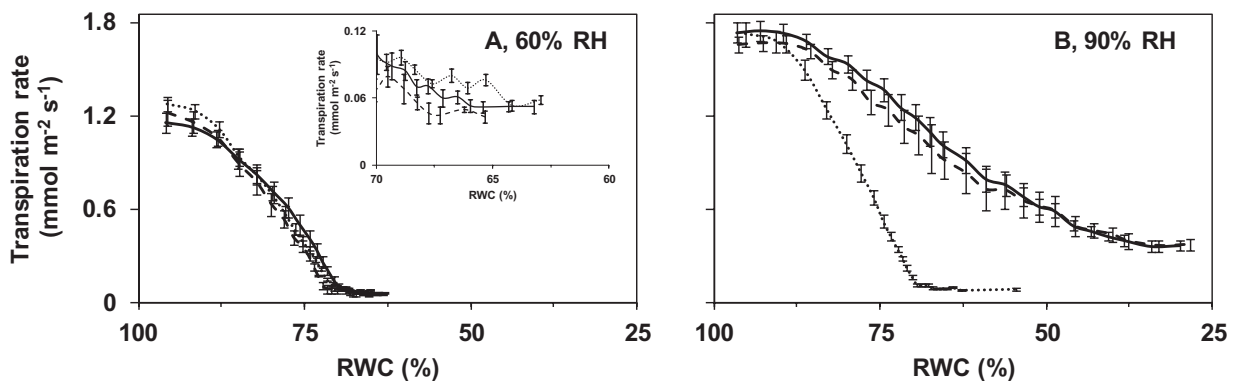 A, 60% RH
B, 90% RH
Transpiration rate
(mmol m⁻² s⁻¹)
1.8
1.2
0.6
0
100
75
50
25
RWC (%)
Transpiration rate
(mmol m⁻² s⁻¹)
0.12
0.06
0
70
65
60
RWC (%)
100
75
50
25
RWC (%)